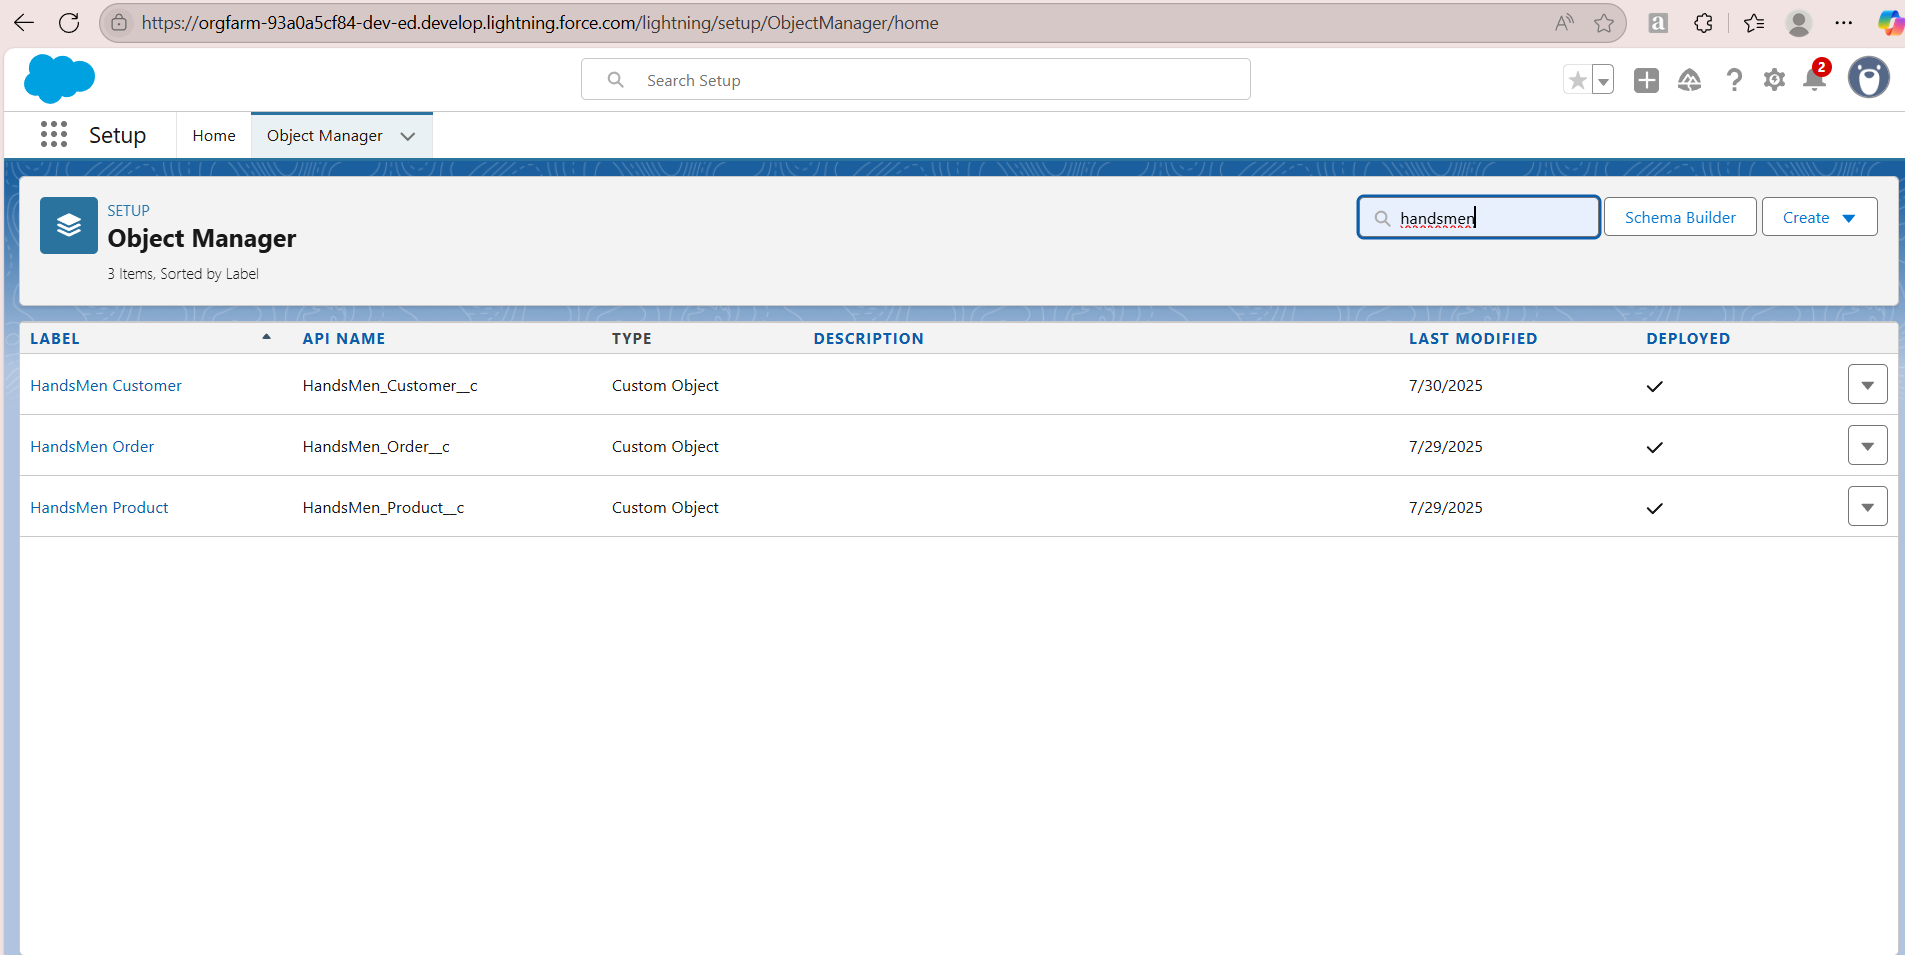 https://orgfarm-93a0a5cf84-dev-ed.develop.lightning.force.com/lightning/setup/ObjectManager/home
Search Setup
2
Setup Home Object Manager
SETUP
Object Manager
3 Items, Sorted by Label
handsmen
Schema Builder
Create
LABEL API NAME TYPE DESCRIPTION LAST MODIFIED DEPLOYED
HandsMen Customer HandsMen_Customer__c Custom Object 7/30/2025
HandsMen Order HandsMen_Order__c Custom Object 7/29/2025
HandsMen Product HandsMen_Product__c Custom Object 7/29/2025